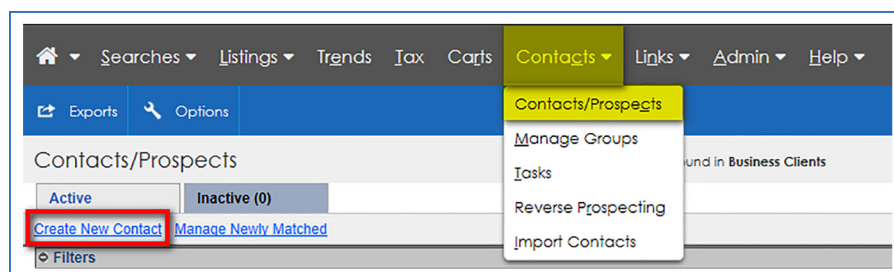 Searches Listings Trends Tax Carts Contacts Links Admin Help
Exports Options
Contacts/Prospects
Manage Groups
Tasks
Reverse Prospecting
Import Contacts
Contacts/Prospects
und in Business Clients
Active Inactive (0)
Create New Contact Manage Newly Matched
Filters